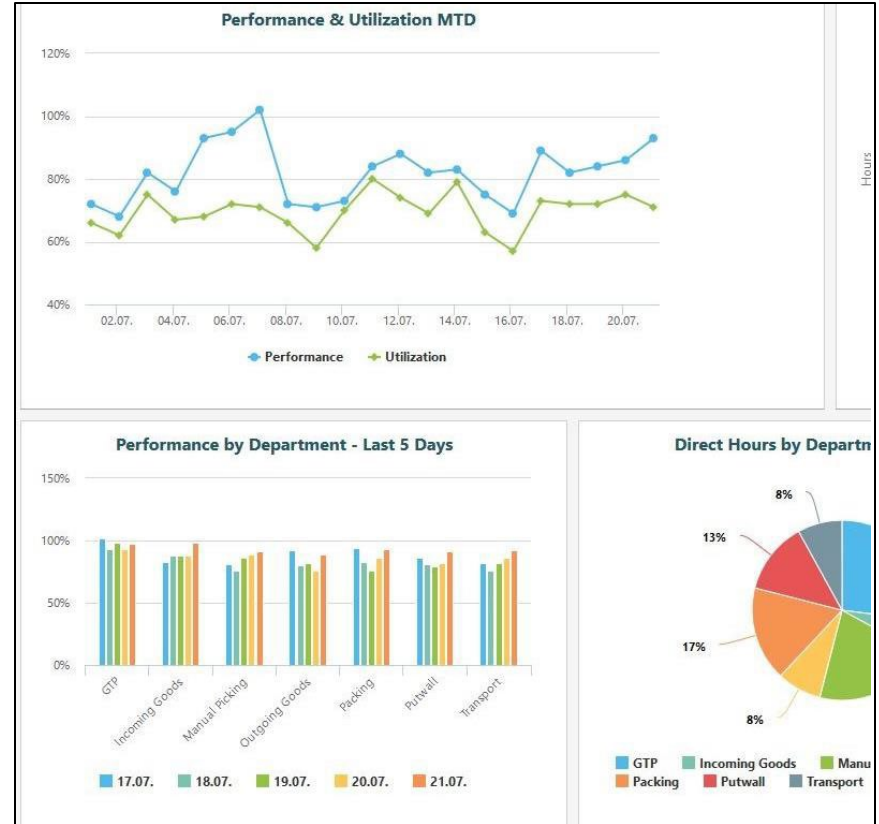 Performance & Utilization MTD
120%
100%
80%
60%
40%
02.07. 04.07. 06.07. 08.07. 10.07. 12.07. 14.07. 16.07. 18.07. 20.07.
Performance Utilization
Hours
Performance by Department - Last 5 Days
150%
100%
50%
0%
GTP Incoming Goods Manual Picking Outgoing Goods Packing Putwall Transport
17.07. 18.07. 19.07. 20.07. 21.07.
Direct Hours by Departm
8%
13%
17%
8%
GTP Incoming Goods Manu
Packing Putwall Transport